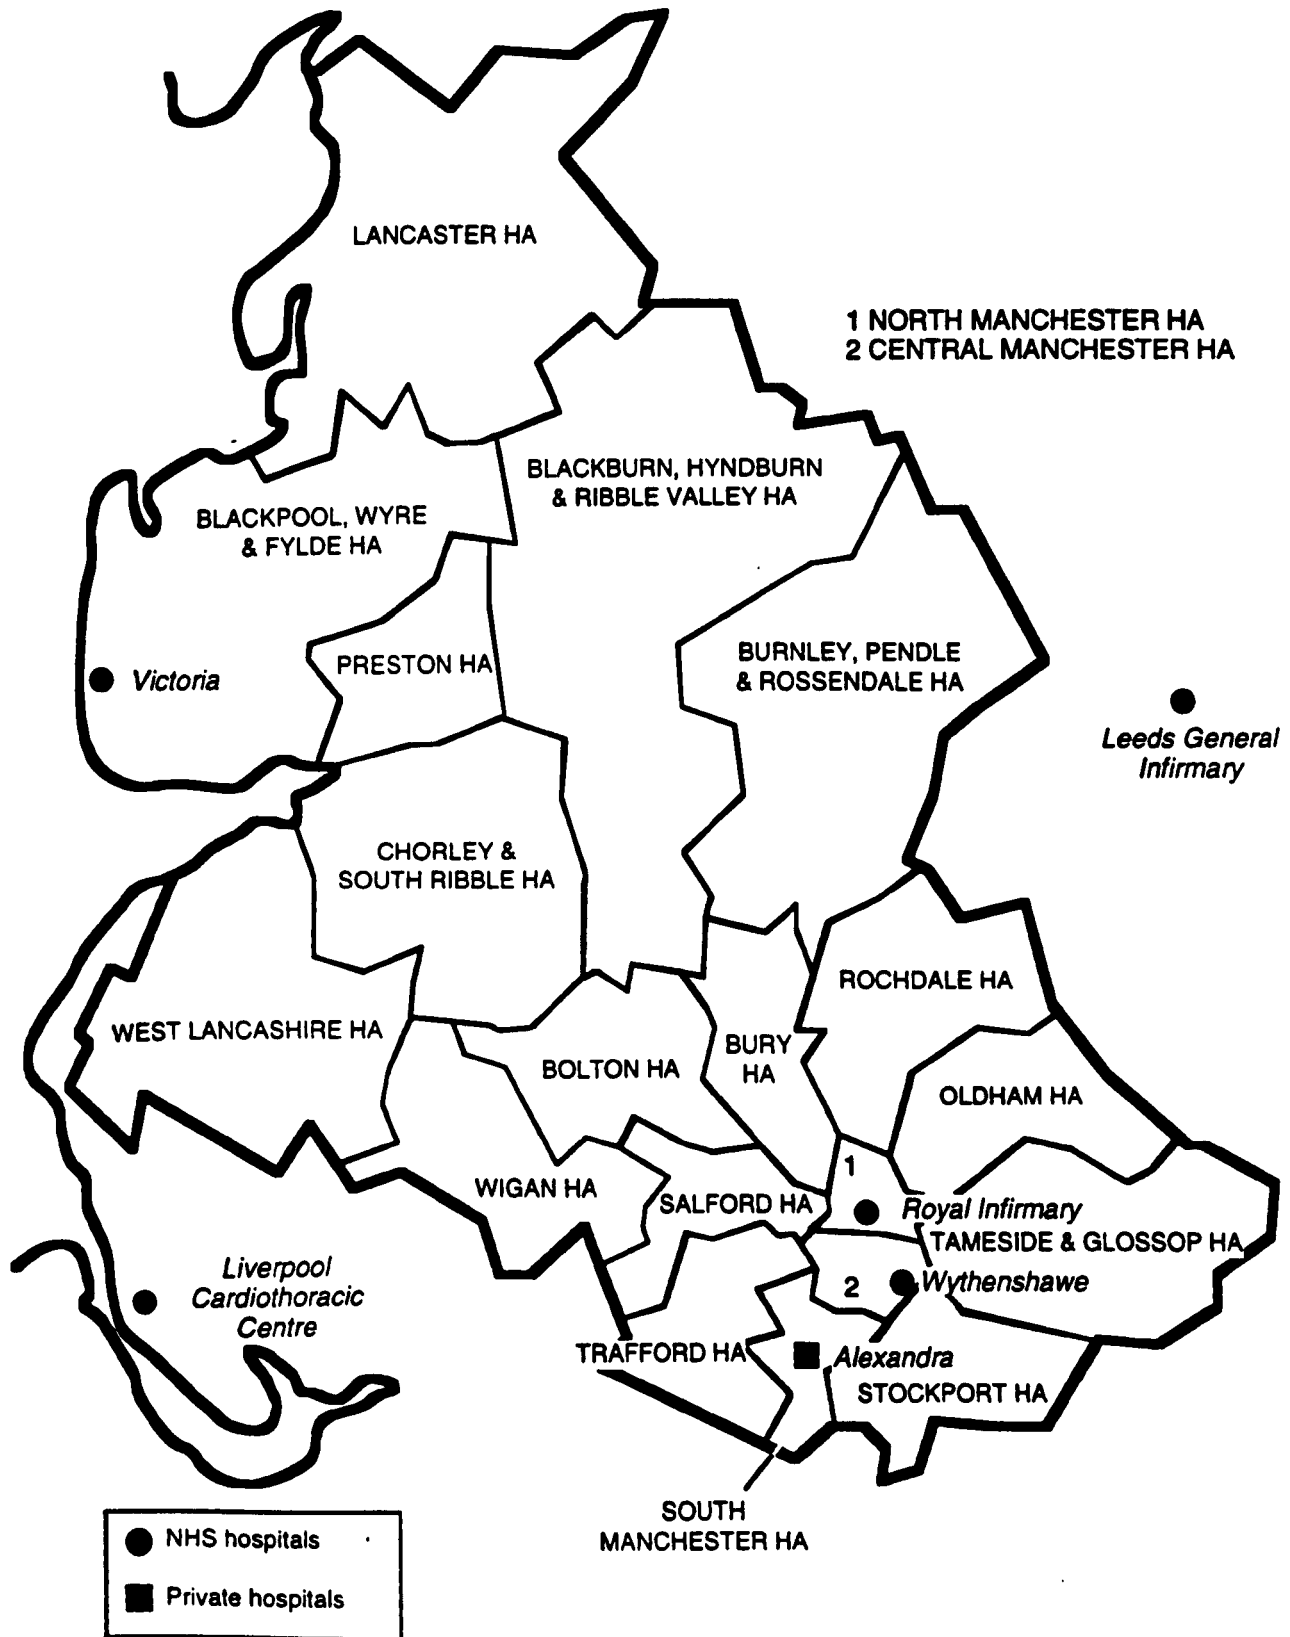 LANCASTER HA
1 NORTH MANCHESTER HA
2 CENTRAL MANCHESTER HA
BLACKBURN, HYNDBURN
& RIBBLE VALLEY HA
BLACKPOOL, WYRE
& FYLDE HA
PRESTON HA
BURNLEY, PENDLE
& ROSSENDALE HA
Victoria
Leeds General
Infirmary
CHORLEY &
SOUTH RIBBLE HA
ROCHDALE HA
WEST LANCASHIRE HA
BURY
HA
BOLTON HA
OLDHAM HA
1
WIGAN HA
SALFORD HA
Royal Infirmary
TAMESIDE & GLOSSOP HA
Liverpool
Cardiothoracic
Centre
2
Wythenshawe
TRAFFORD HA
Alexandra
STOCKPORT HA
SOUTH
MANCHESTER HA
NHS hospitals
Private hospitals